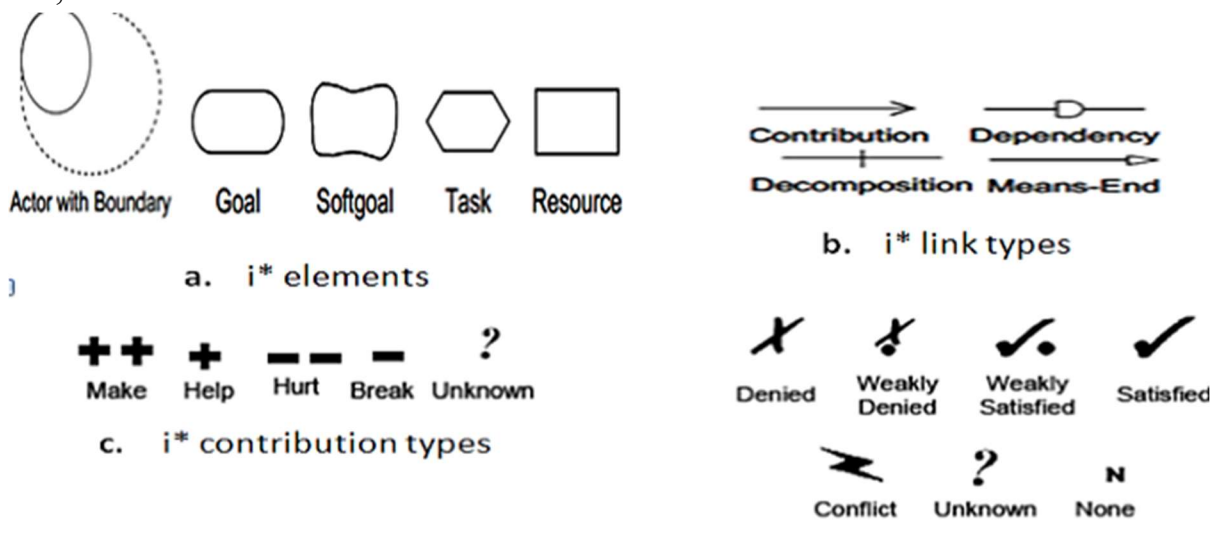 Actor with Boundary Goal Softgoal Task Resource
a. i* elements
Contribution Dependency
Decomposition Means-End
b. i* link types
++ + -- - ?
Make Help Hurt Break Unknown
c. i* contribution types
Denied Weakly Denied Weakly Satisfied Satisfied
?
N
Conflict Unknown None